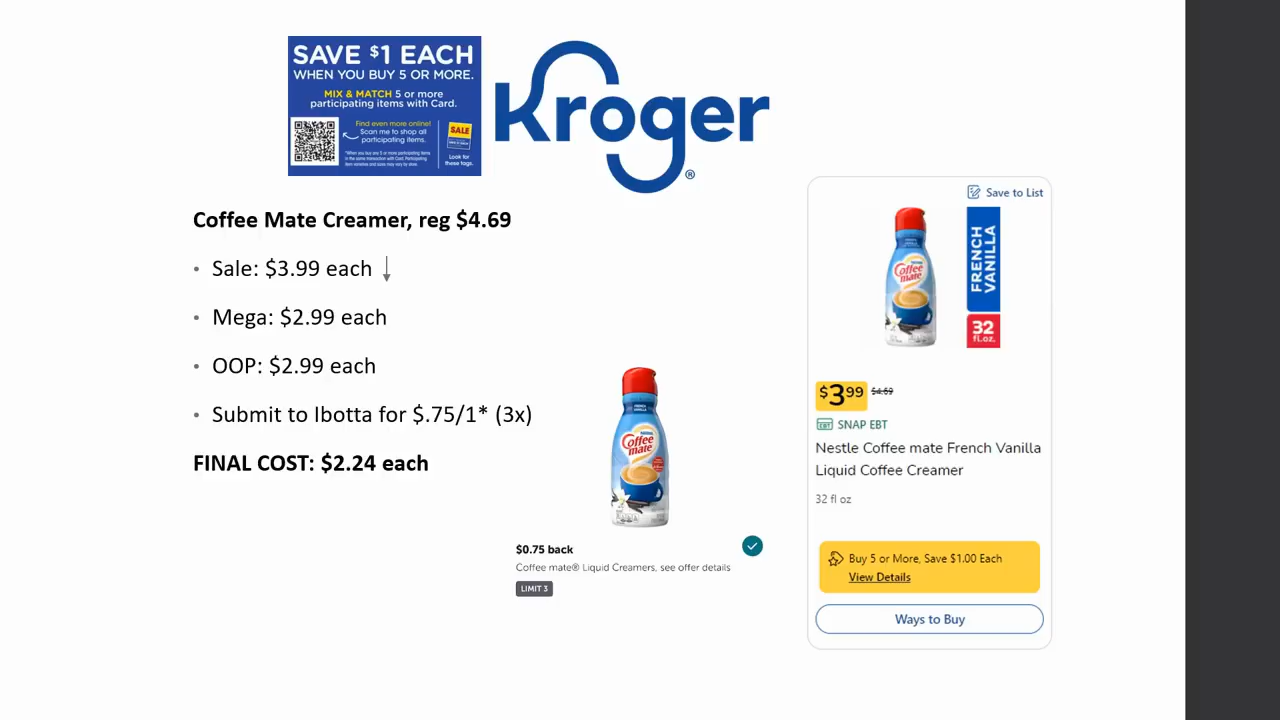 SAVE $1 EACH
WHEN YOU BUY 5 OR MORE.
MIX & MATCH 5 or more
participating items with Card.
Find even more online!
Scan me to shop all
participating items.
SALE
Look for
these tags.
Kroger®
Save to List
Coffee Mate Creamer, reg $4.69
• Sale: $3.99 each ↓
• Mega: $2.99 each
• OOP: $2.99 each
• Submit to Ibotta for $.75/1* (3x)
FINAL COST: $2.24 each
Coffee
mate
$0.75 back
Coffee mate® Liquid Creamers, see offer details
LIMIT 3
Coffee
mate
FRENCH
VANILLA
32
fl.oz.
$3 99 $4.69
EBT SNAP EBT
Nestle Coffee mate French Vanilla
Liquid Coffee Creamer
32 fl oz
Buy 5 or More, Save $1.00 Each
View Details
Ways to Buy